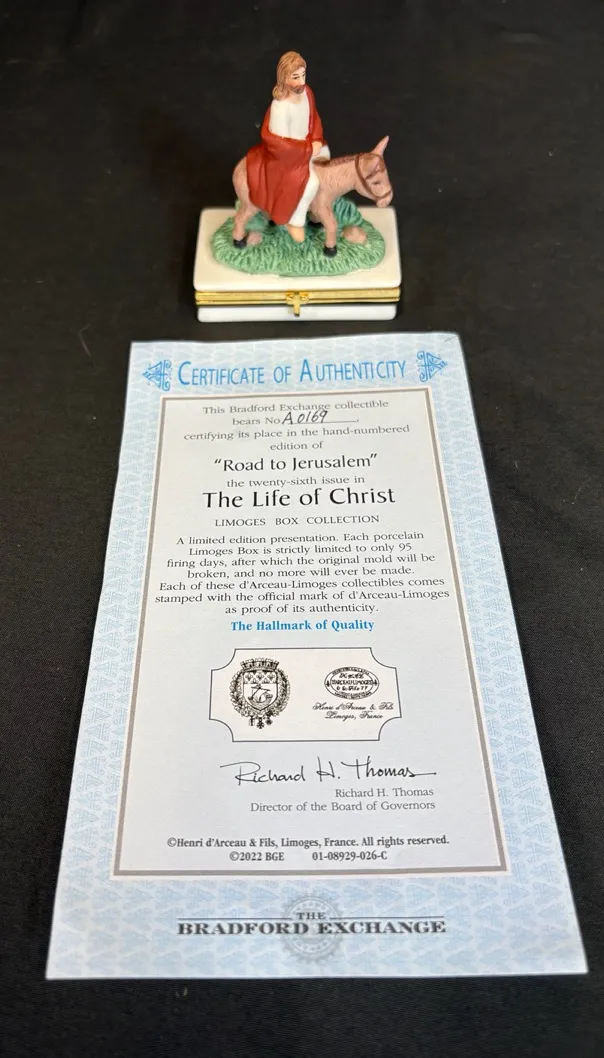 CERTIFICATE OF AUTHENTICITY
This Bradford Exchange collectible
bears No. A0169,
certifying its place in the hand-numbered
edition of
"Road to Jerusalem"
the twenty-sixth issue in
The Life of Christ
LIMOGES BOX COLLECTION
A limited edition presentation. Each porcelain
Limoges Box is strictly limited to only 95
firing days, after which the original mold will be
broken, and no more will ever be made.
Each of these d'Arceau-Limoges collectibles comes
stamped with the official mark of d'Arceau-Limoges
as proof of its authenticity.
The Hallmark of Quality
D'ARCEAU-LIMOGES
Henri d'Arceau & Fils
Limoges, France
Richard H. Thomas
Richard H. Thomas
Director of the Board of Governors
©Henri d'Arceau & Fils, Limoges, France. All rights reserved.
©2022 BGE 01-08929-026-C
THE
BRADFORD EXCHANGE